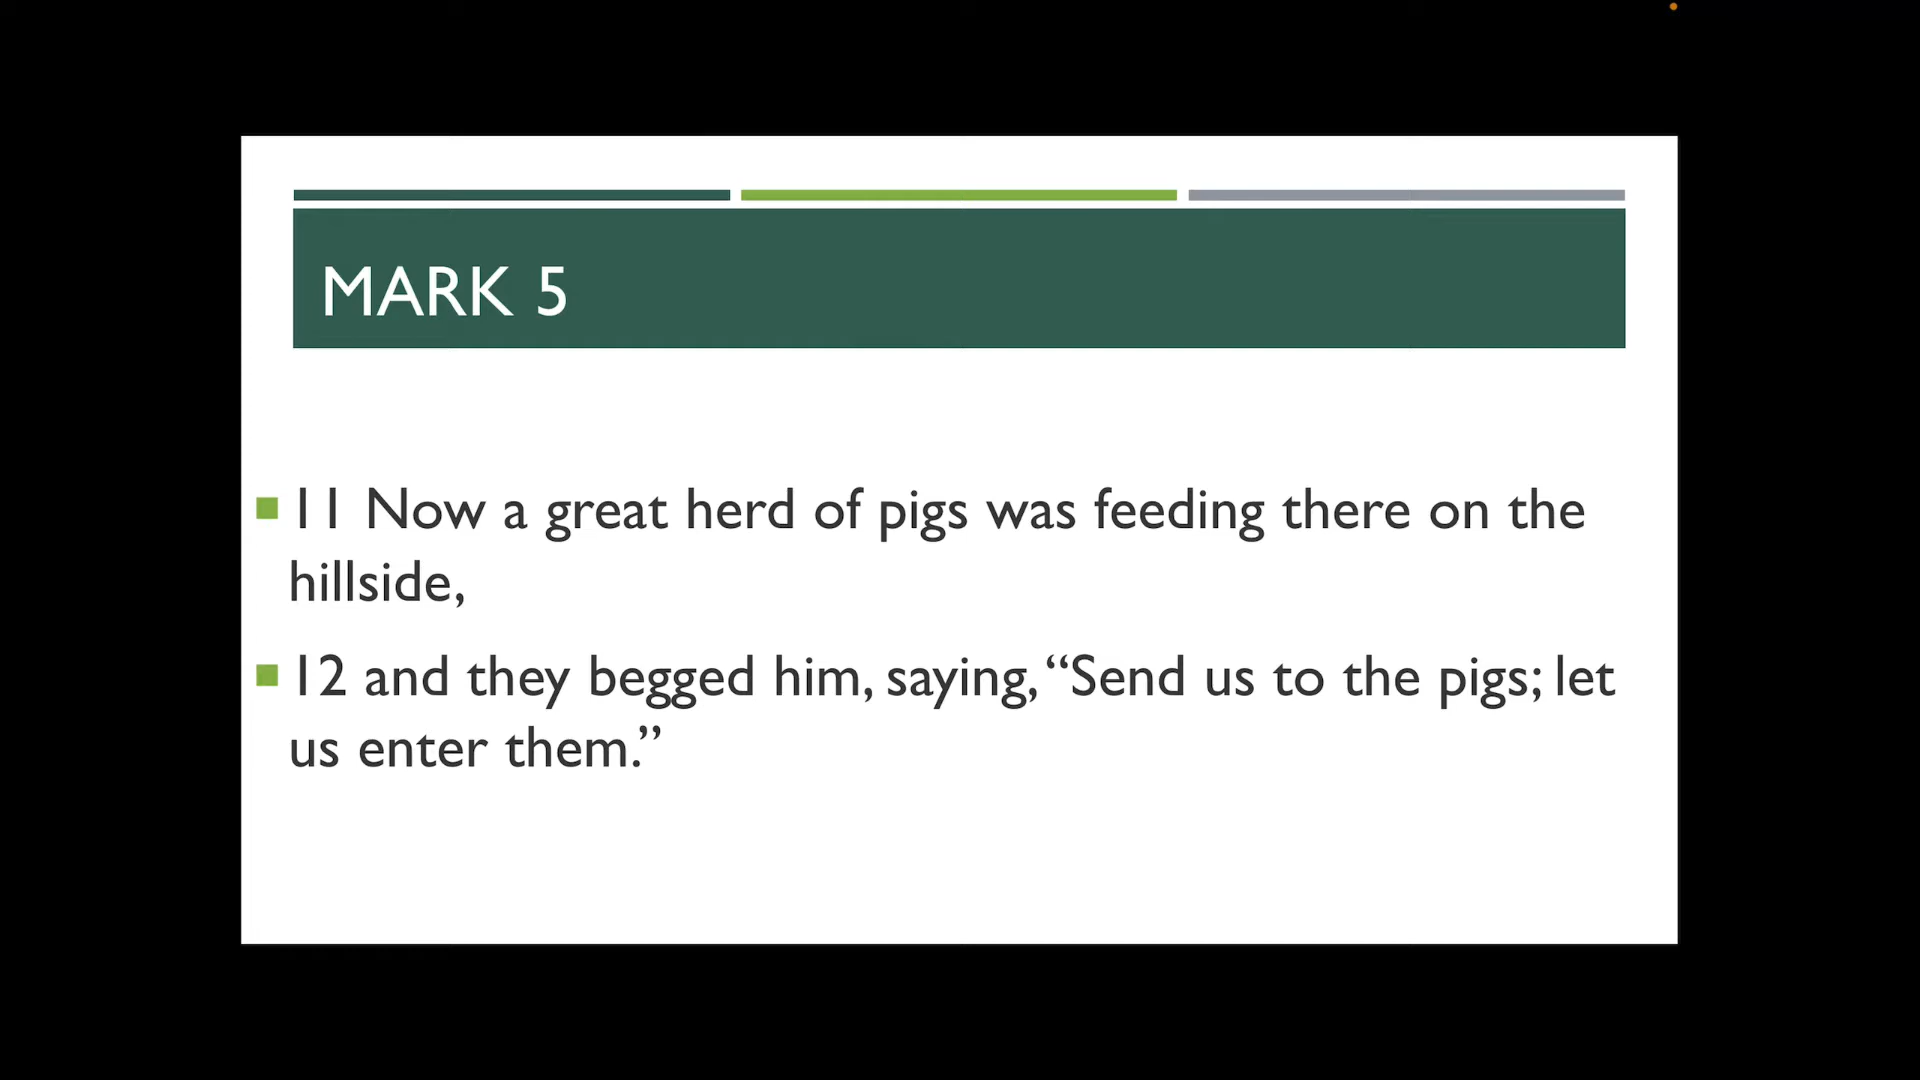 MARK 5
11 Now a great herd of pigs was feeding there on the
hillside,
12 and they begged him, saying, “Send us to the pigs; let
us enter them.”